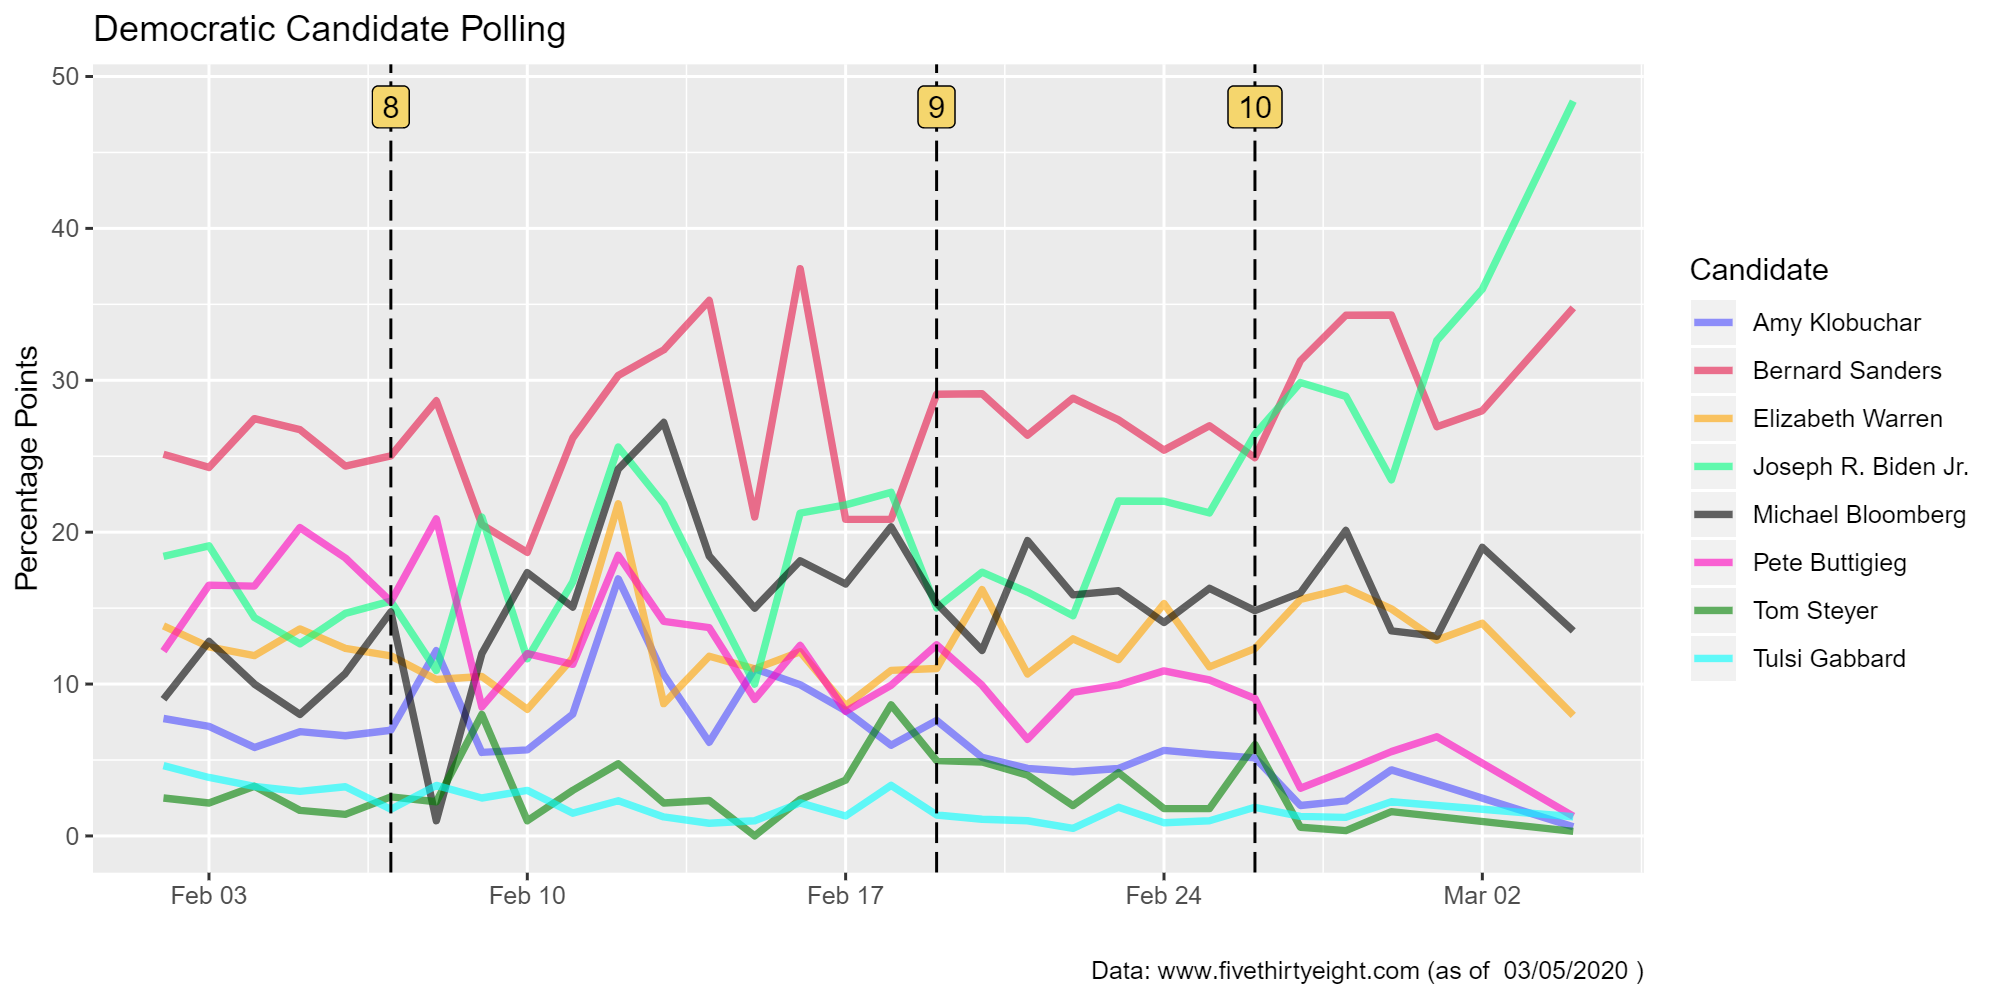 Democratic Candidate Polling
50
40
30
20
10
0
Percentage Points
8
9
10
Feb 03
Feb 10
Feb 17
Feb 24
Mar 02
Candidate
Amy Klobuchar
Bernard Sanders
Elizabeth Warren
Joseph R. Biden Jr.
Michael Bloomberg
Pete Buttigieg
Tom Steyer
Tulsi Gabbard
Data: www.fivethirtyeight.com (as of  03/05/2020 )